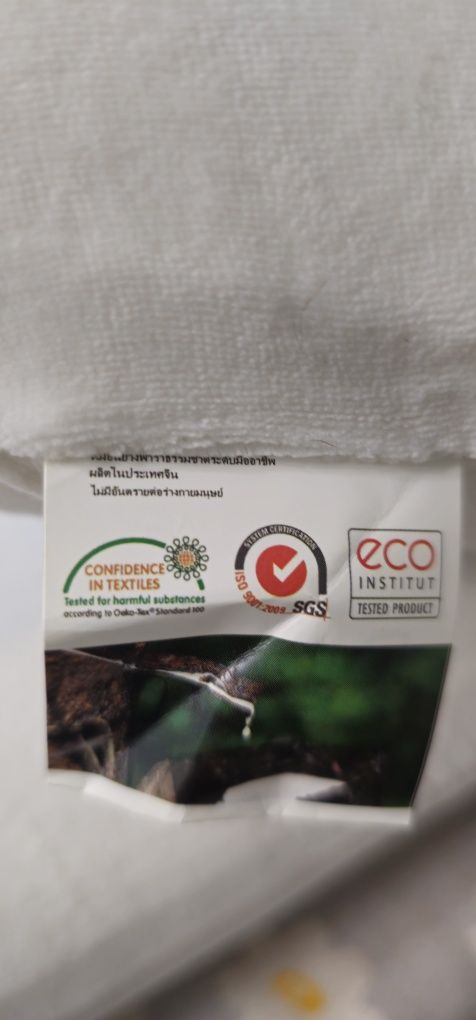 ผลิตในประเทศจีน
ไม่มีอันตรายต่อร่างกายมนุษย์
CONFIDENCE
IN TEXTILES
Tested for harmful substances
according to Oeko-Tex® Standard 100
SYSTEM CERTIFICATION
ISO 9001:2008
SGS
eco
INSTITUT
TESTED PRODUCT